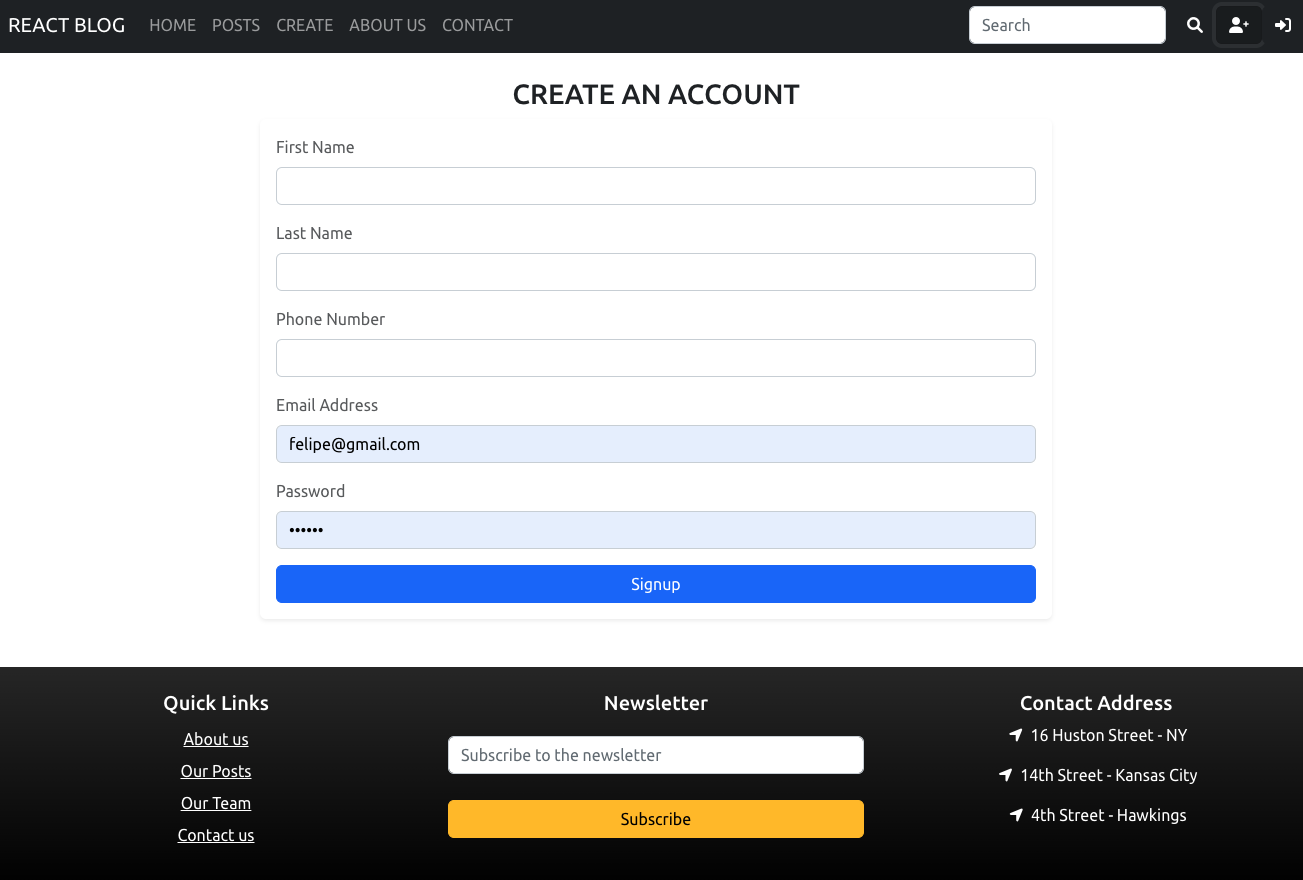 REACT BLOG HOME POSTS CREATE ABOUT US CONTACT Search
CREATE AN ACCOUNT
First Name
Last Name
Phone Number
Email Address
felipe@gmail.com
Password
••••••
Signup
Quick Links
About us
Our Posts
Our Team
Contact us
Newsletter
Subscribe to the newsletter
Subscribe
Contact Address
16 Huston Street - NY
14th Street - Kansas City
4th Street - Hawkings